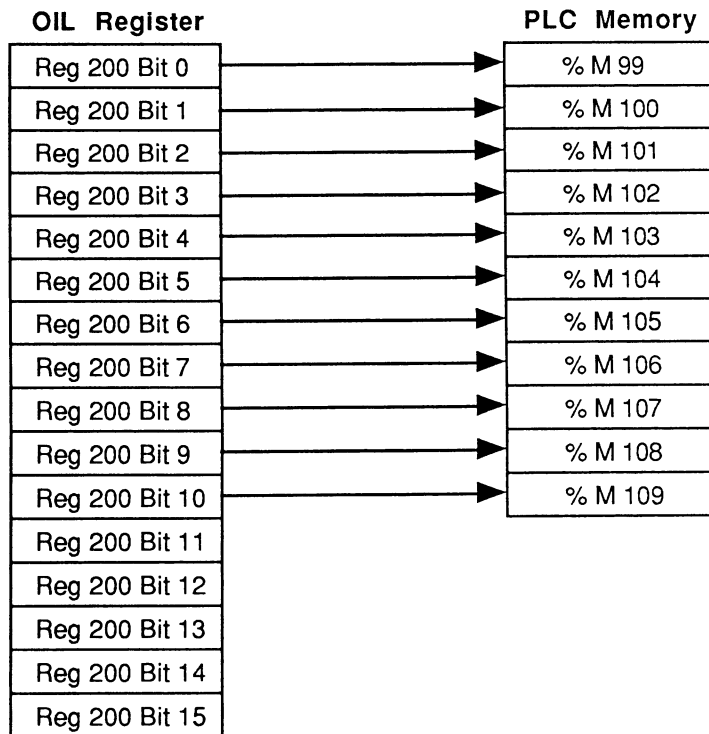 OIL Register PLC Memory
Reg 200 Bit 0 % M 99
Reg 200 Bit 1 % M 100
Reg 200 Bit 2 % M 101
Reg 200 Bit 3 % M 102
Reg 200 Bit 4 % M 103
Reg 200 Bit 5 % M 104
Reg 200 Bit 6 % M 105
Reg 200 Bit 7 % M 106
Reg 200 Bit 8 % M 107
Reg 200 Bit 9 % M 108
Reg 200 Bit 10 % M 109
Reg 200 Bit 11
Reg 200 Bit 12
Reg 200 Bit 13
Reg 200 Bit 14
Reg 200 Bit 15